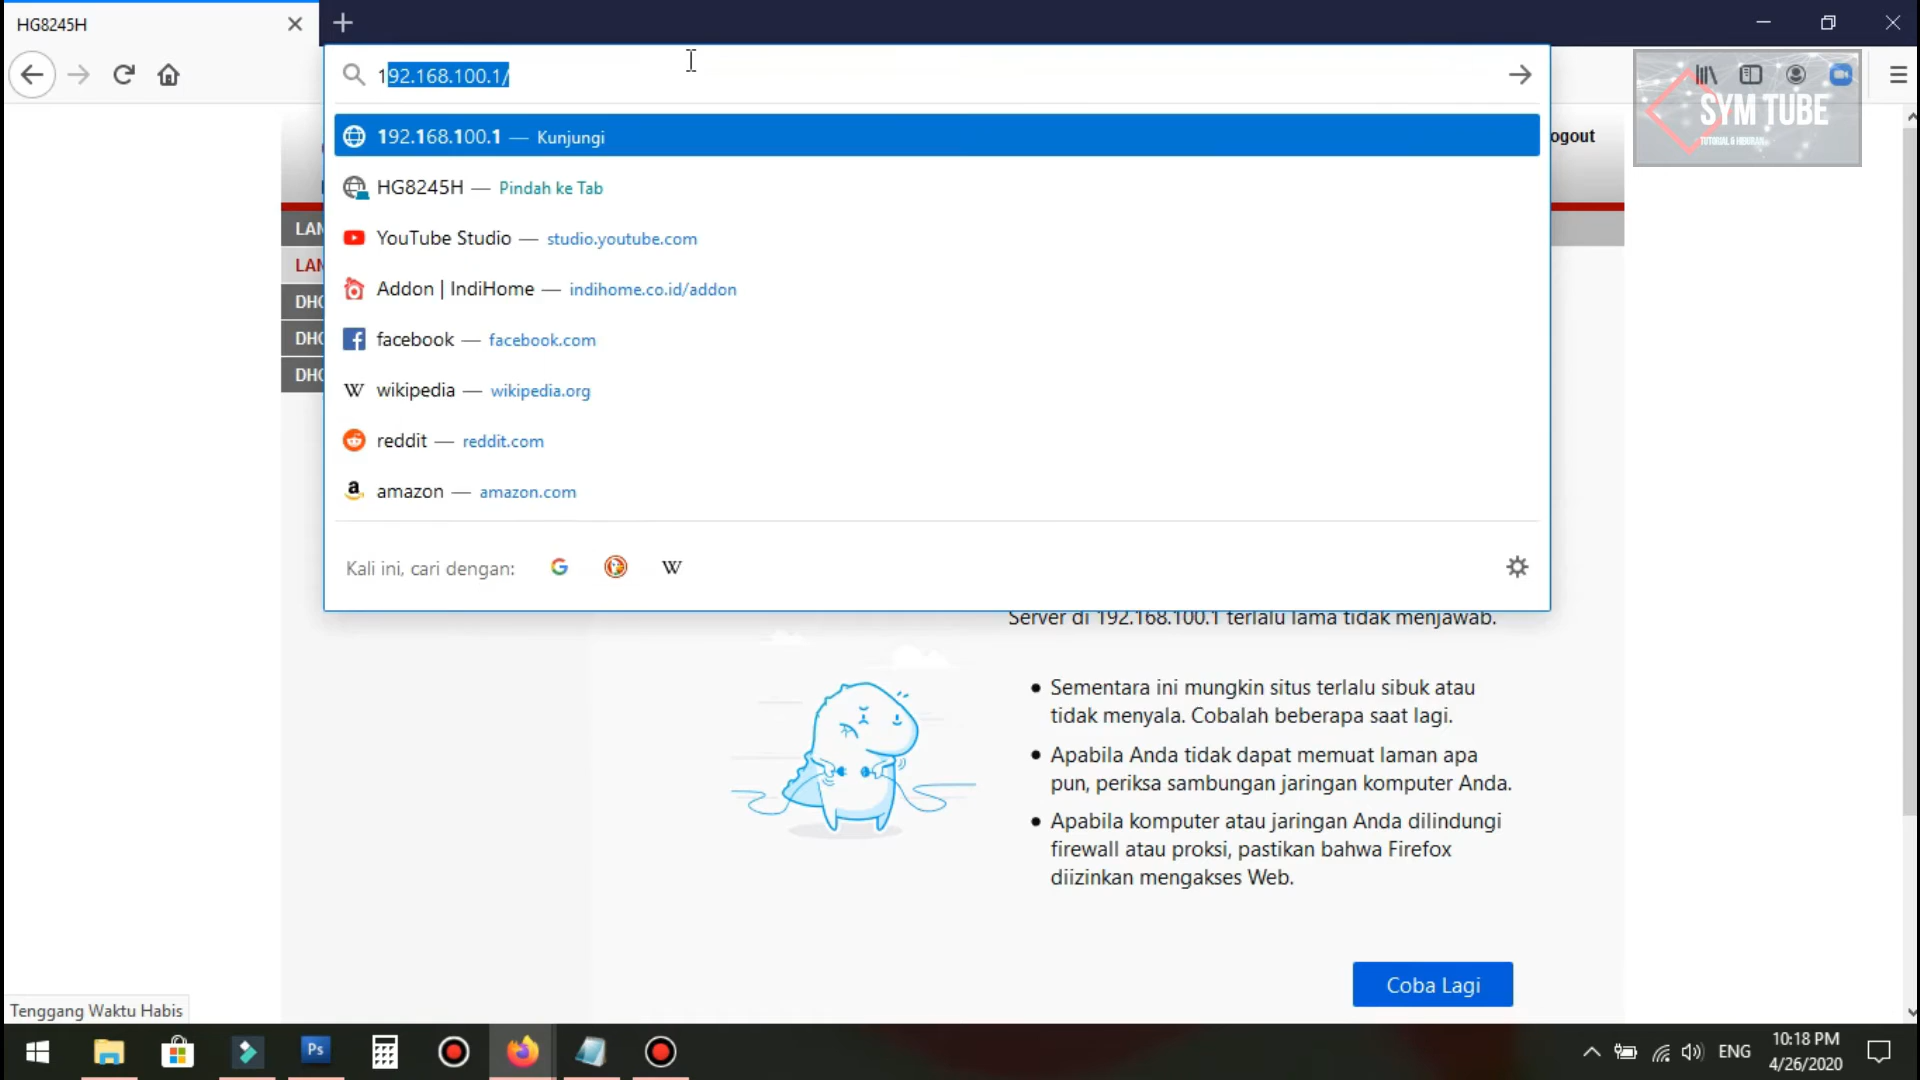 HG8245H
192.168.100.1/
SYM TUBE
TUTORIAL & HIBURAN
192.168.100.1 — Kunjungi
ogout
HG8245H — Pindah ke Tab
LAN
YouTube Studio — studio.youtube.com
LAN
Addon | IndiHome — indihome.co.id/addon
DHC
facebook — facebook.com
DHC
DHC
wikipedia — wikipedia.org
reddit — reddit.com
amazon — amazon.com
Kali ini, cari dengan:
Server di 192.168.100.1 terlalu lama tidak menjawab.
Sementara ini mungkin situs terlalu sibuk atau
tidak menyala. Cobalah beberapa saat lagi.
Apabila Anda tidak dapat memuat laman apa
pun, periksa sambungan jaringan komputer Anda.
Apabila komputer atau jaringan Anda dilindungi
firewall atau proksi, pastikan bahwa Firefox
diizinkan mengakses Web.
Coba Lagi
Tenggang Waktu Habis
Ps
ENG
10:18 PM
4/26/2020